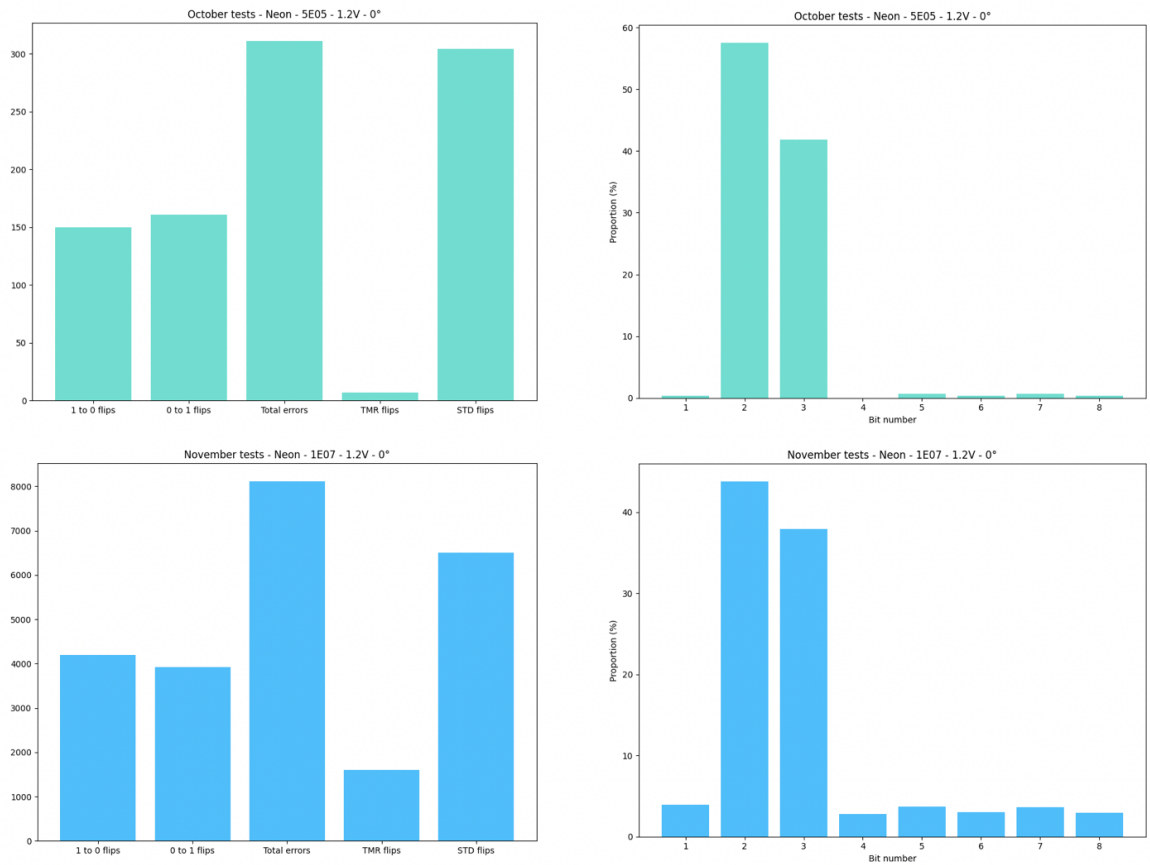 October tests - Neon - 5E05 - 1.2V - 0°
300
250
200
150
100
50
0
1 to 0 flips 0 to 1 flips Total errors TMR flips STD flips
October tests - Neon - 5E05 - 1.2V - 0°
Proportion (%)
60
50
40
30
20
10
0
1 2 3 4 5 6 7 8
Bit number
November tests - Neon - 1E07 - 1.2V - 0°
8000
7000
6000
5000
4000
3000
2000
1000
0
1 to 0 flips 0 to 1 flips Total errors TMR flips STD flips
November tests - Neon - 1E07 - 1.2V - 0°
Proportion (%)
40
30
20
10
0
1 2 3 4 5 6 7 8
Bit number